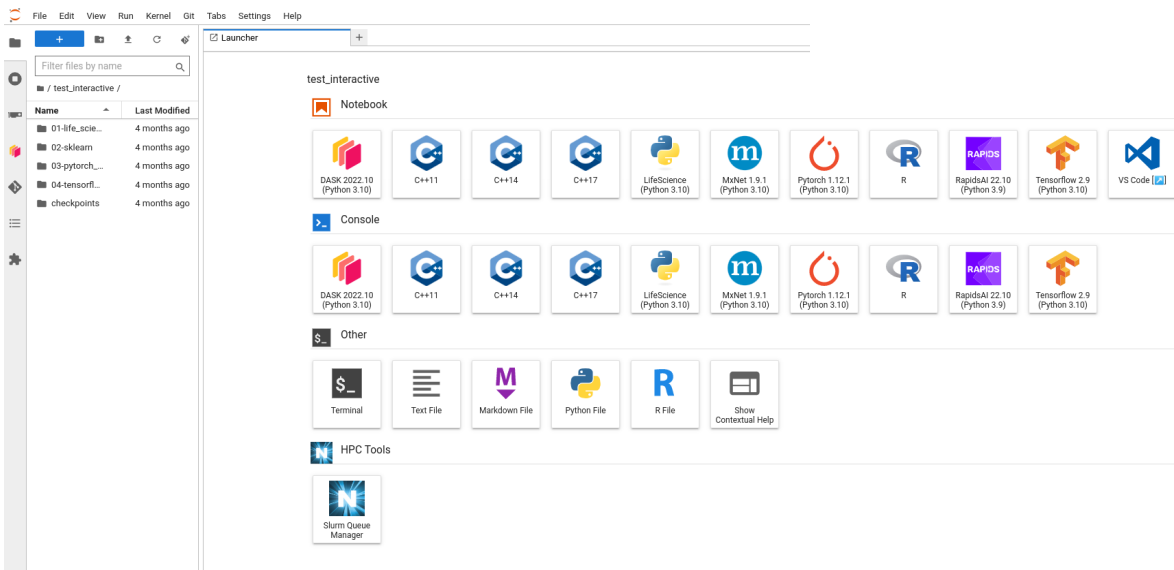 File Edit View Run Kernel Git Tabs Settings Help
+
Launcher
+
Filter files by name
/ test_interactive /
Name
Last Modified
01-life_scie...
4 months ago
02-sklearn
4 months ago
03-pytorch_...
4 months ago
04-tensorfl...
4 months ago
checkpoints
4 months ago
test_interactive
Notebook
DASK 2022.10
(Python 3.10)
C++11
C++14
C++17
LifeScience
(Python 3.10)
m
MxNet 1.9.1
(Python 3.10)
Pytorch 1.12.1
(Python 3.10)
R
R
RAPIDS
RapidsAI 22.10
(Python 3.9)
Tensorflow 2.9
(Python 3.10)
VS Code [↗]
>_
Console
DASK 2022.10
(Python 3.10)
C++11
C++14
C++17
LifeScience
(Python 3.10)
m
MxNet 1.9.1
(Python 3.10)
Pytorch 1.12.1
(Python 3.10)
R
R
RAPIDS
RapidsAI 22.10
(Python 3.9)
Tensorflow 2.9
(Python 3.10)
$_
Other
$_
Terminal
Text File
M
Markdown File
Python File
R
R File
Show
Contextual Help
N
HPC Tools
N
Slurm Queue
Manager